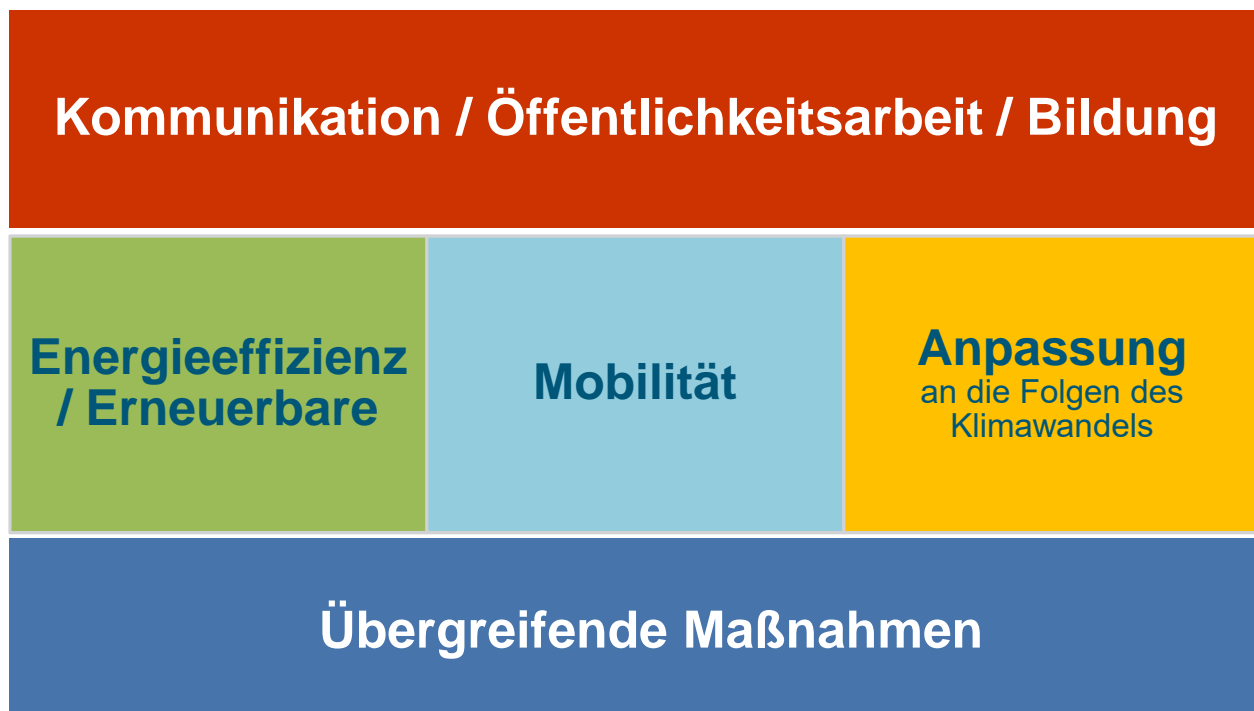 Kommunikation / Öffentlichkeitsarbeit / Bildung
Energieeffizienz
/ Erneuerbare
Mobilität
Anpassung
an die Folgen des
Klimawandels
Übergreifende Maßnahmen